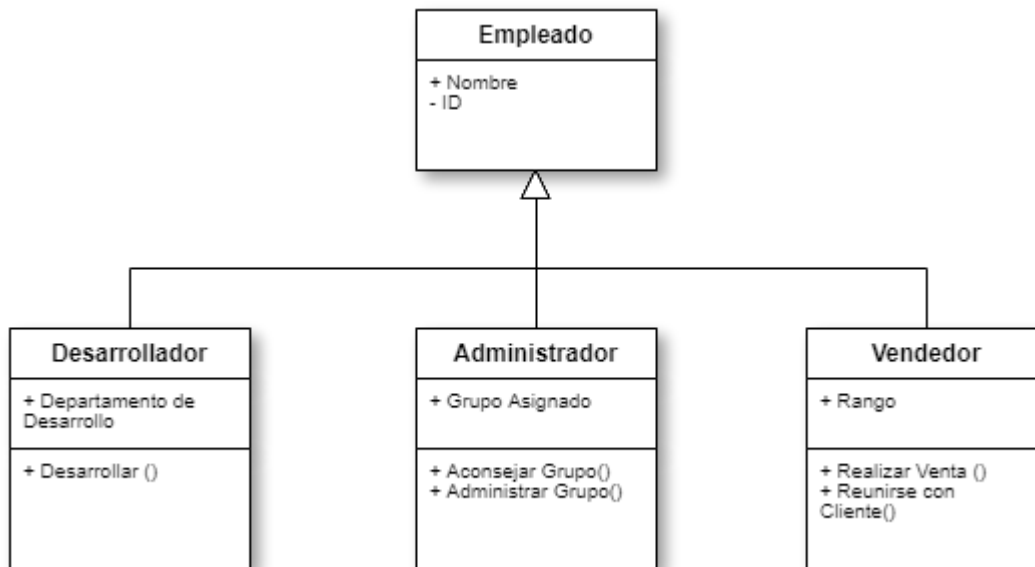 Empleado
+ Nombre
- ID
Desarrollador
+ Departamento de
Desarrollo
+ Desarrollar ()
Administrador
+ Grupo Asignado
+ Aconsejar Grupo()
+ Administrar Grupo()
Vendedor
+ Rango
+ Realizar Venta ()
+ Reunirse con
Cliente()